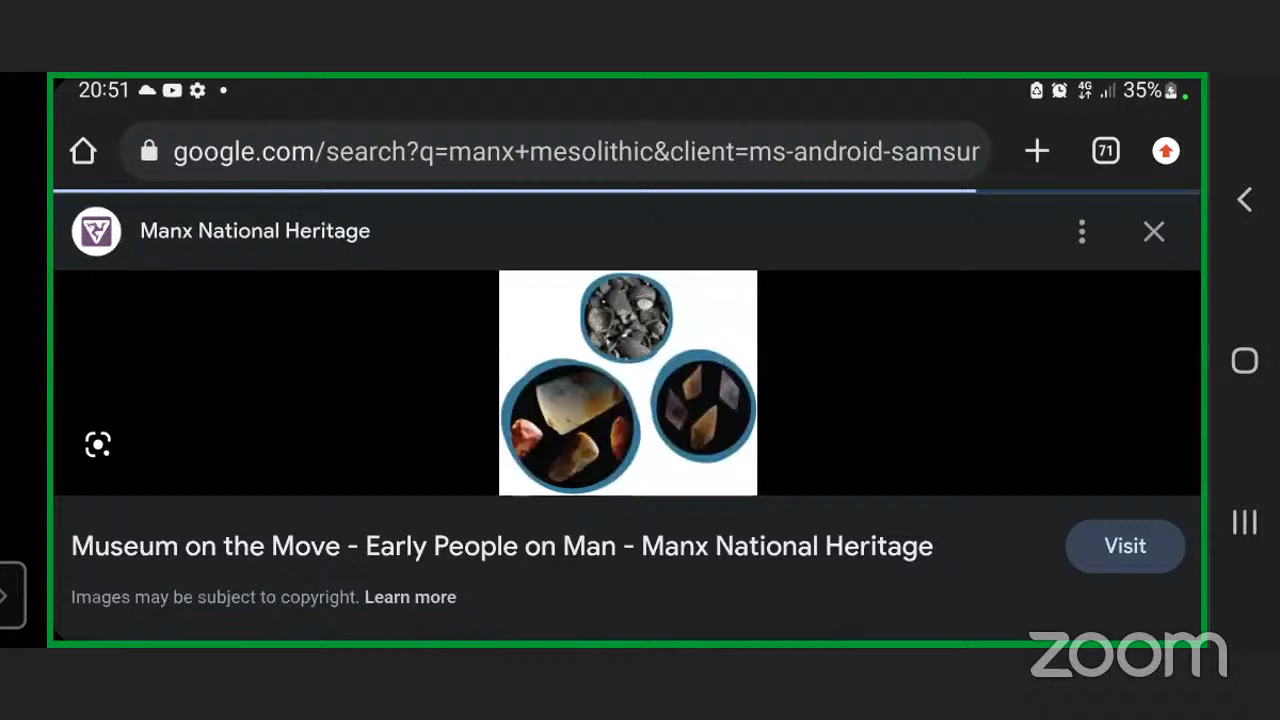 20:51 4G 35%
google.com/search?q=manx+mesolithic&client=ms-android-samsur
71
Manx National Heritage
Museum on the Move - Early People on Man - Manx National Heritage
Visit
Images may be subject to copyright. Learn more
zoom